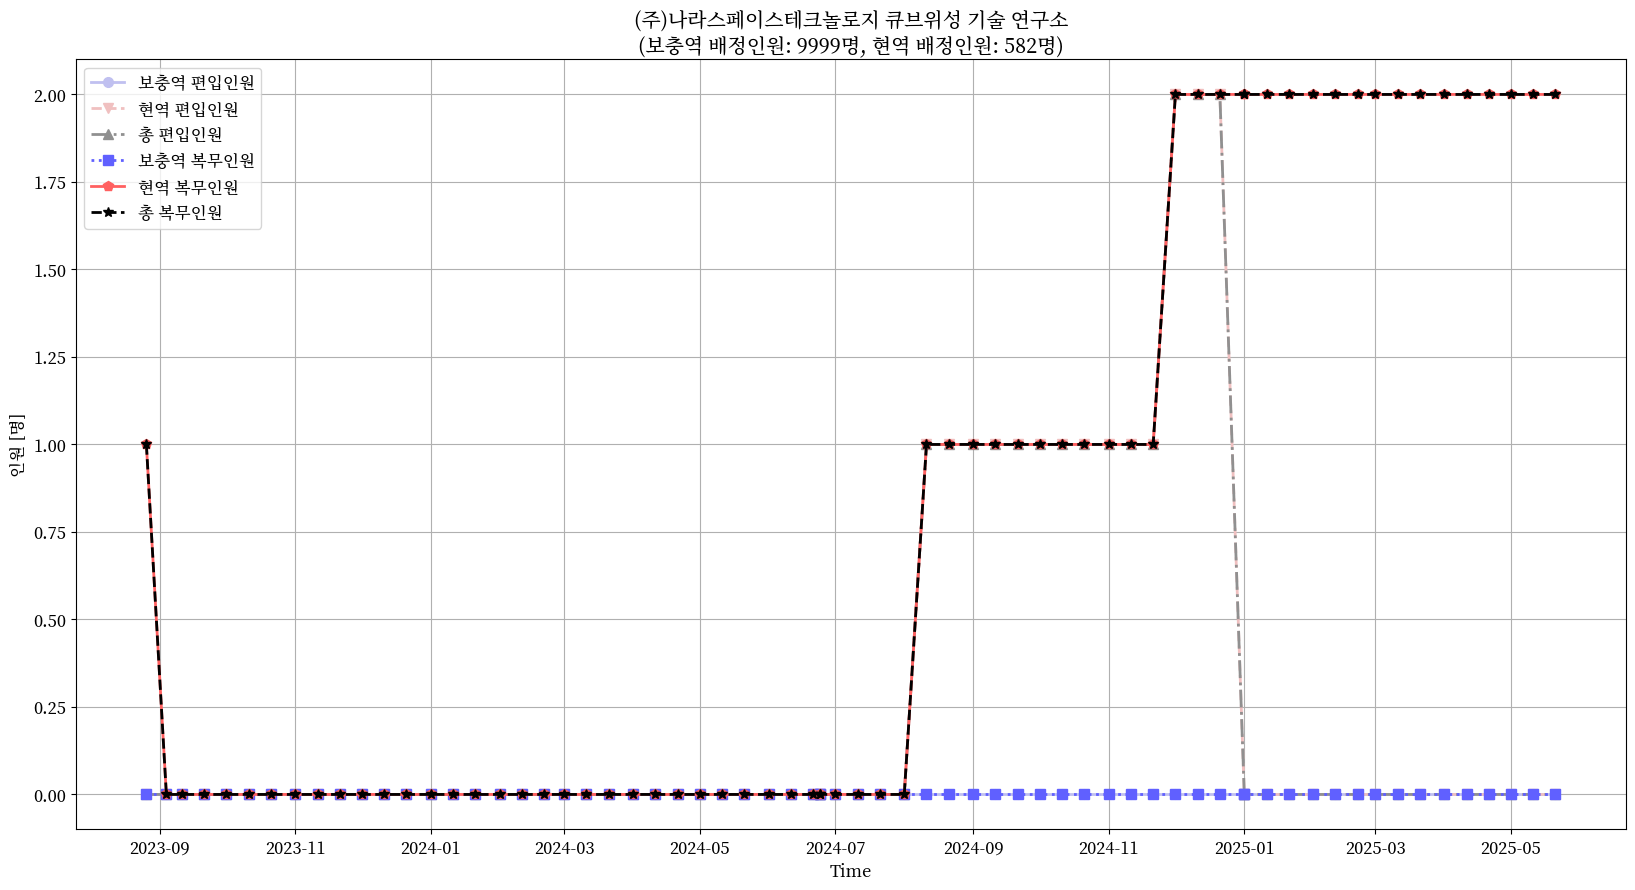 (주)나라스페이스테크놀로지 큐브위성 기술 연구소
(보충역 배정인원: 9999명, 현역 배정인원: 582명)
보충역 편입인원
현역 편입인원
총 편입인원
보충역 복무인원
현역 복무인원
총 복무인원
인원 [명]
2.00
1.75
1.50
1.25
1.00
0.75
0.50
0.25
0.00
2023-09 2023-11 2024-01 2024-03 2024-05 2024-07 2024-09 2024-11 2025-01 2025-03 2025-05
Time